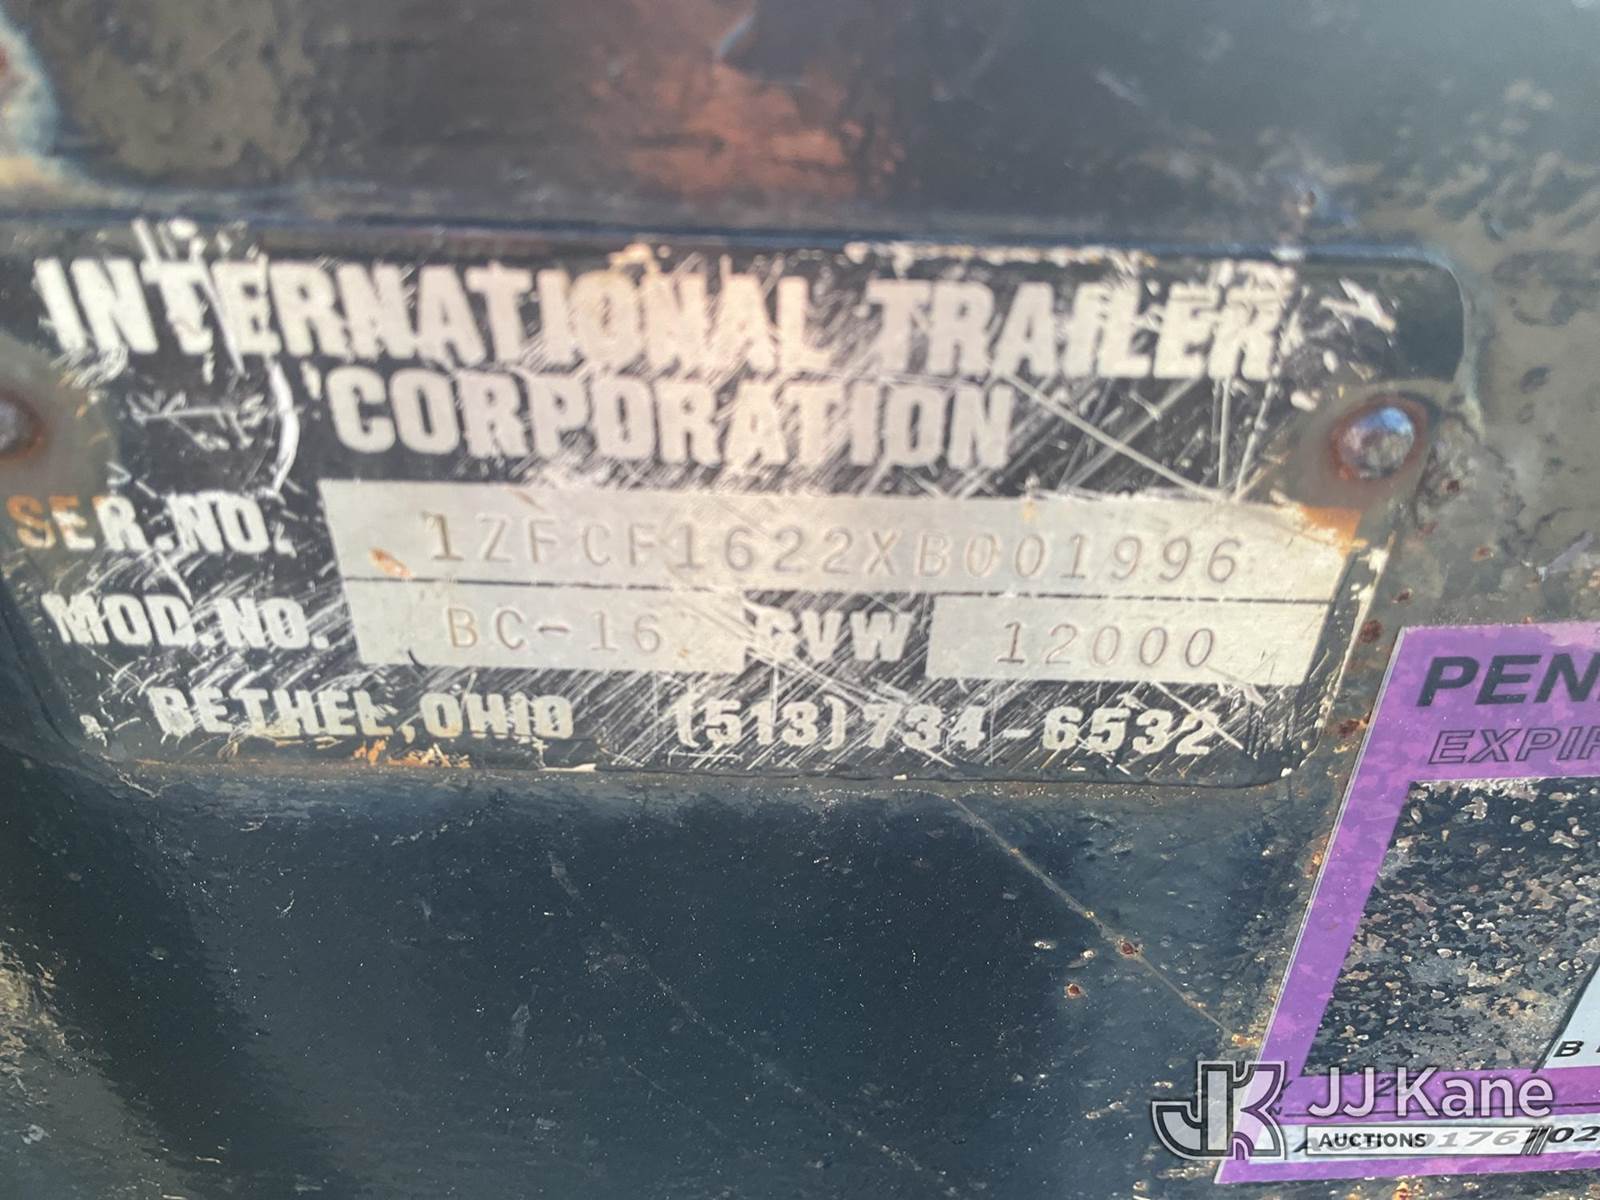 INTERNATIONAL TRAILER
CORPORATION
SER.NO. 1ZFCF1622XB001996
MOD.NO. BC-16 GVW 12000
BETHEL, OHIO (513) 734-6532
PEN
EXPI
B
JK JJ Kane
AUCTIONS